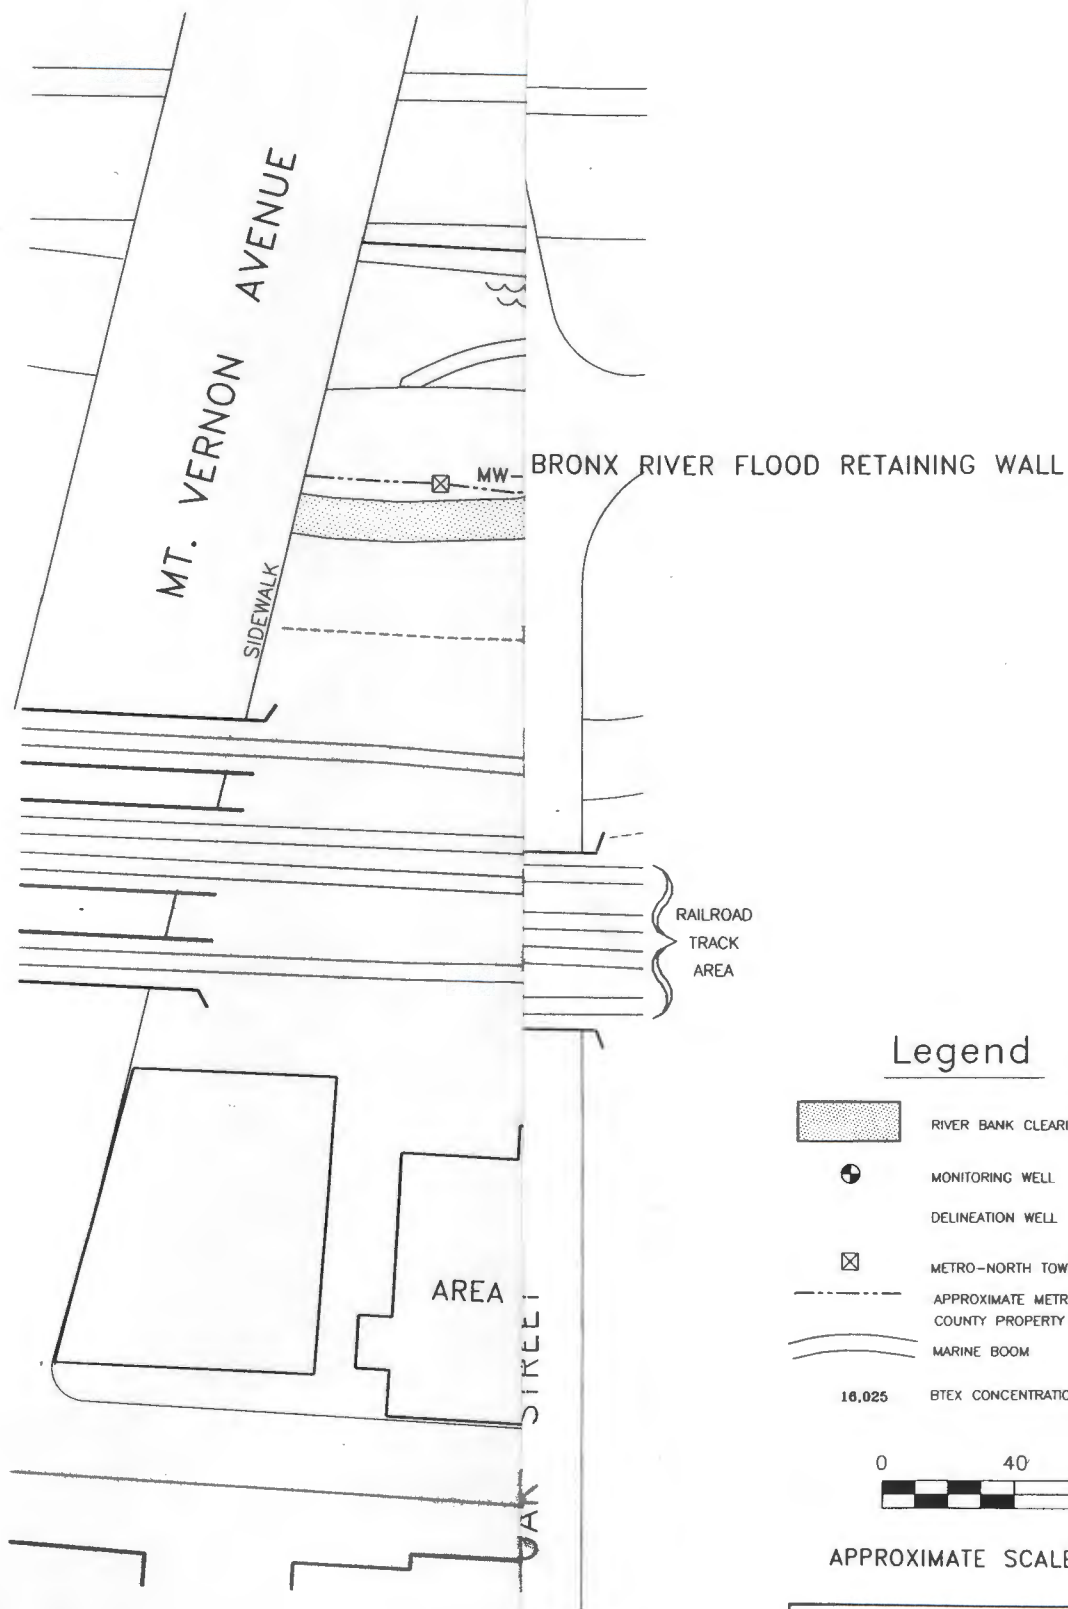 MT. VERNON AVENUE
SIDEWALK
MW-
BRONX RIVER FLOOD RETAINING WALL
RAILROAD
TRACK
AREA
Legend
RIVER BANK CLEARI
MONITORING WELL
DELINEATION WELL
METRO-NORTH TOW
APPROXIMATE METR
COUNTY PROPERTY
MARINE BOOM
16,025 BTEX CONCENTRATIO
AREA
OAK STREET
0 40
APPROXIMATE SCALE